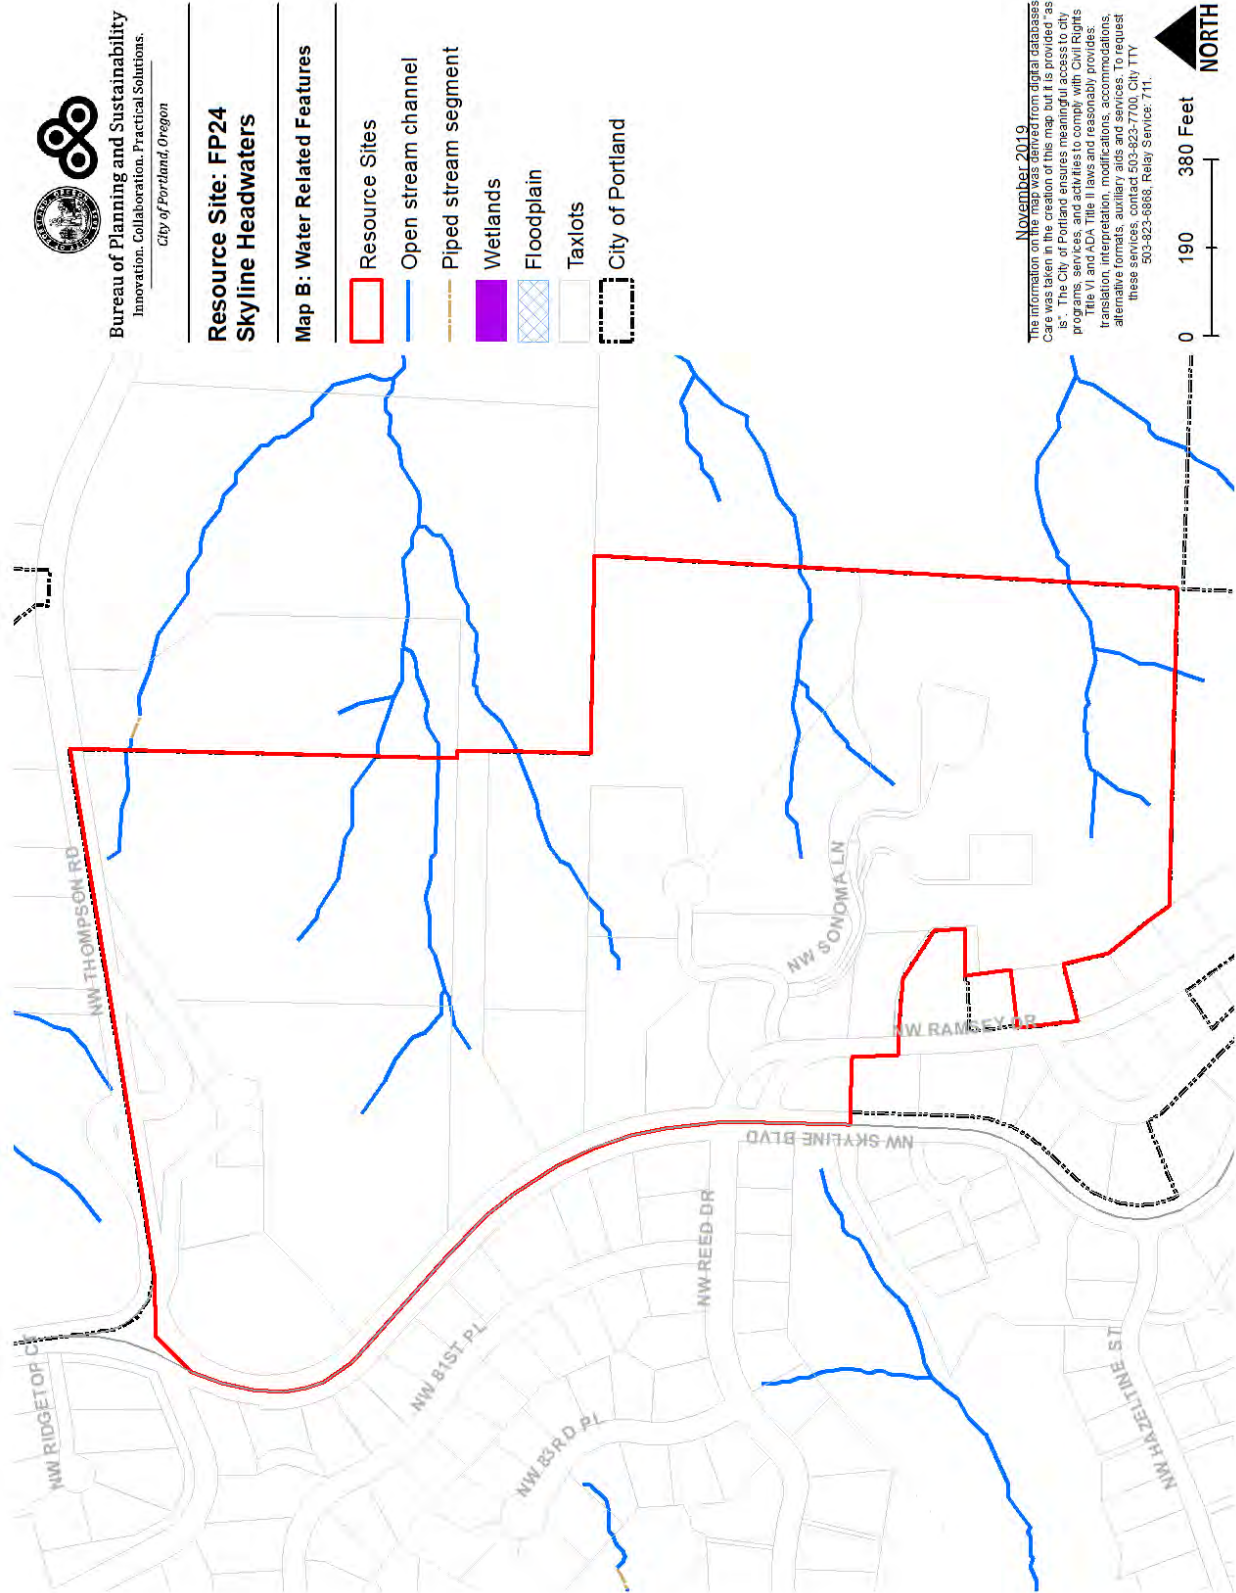 Bureau of Planning and Sustainability
Innovation. Collaboration. Practical Solutions.
City of Portland, Oregon
Resource Site: FP24
Skyline Headwaters
Map B: Water Related Features
Resource Sites
Open stream channel
Piped stream segment
Wetlands
Floodplain
Taxlots
City of Portland
November 2019
The information on the map was derived from digital databases
Care was taken in the creation of this map but it is provided "as
is". The City of Portland ensures meaningful access to city
programs, services, and activities to comply with Civil Rights
Title VI and ADA Title II laws and reasonably provides:
translation, interpretation, modifications, accommodations,
alternative formats, auxiliary aids and services. To request
these services, contact 503-823-7700, City TTY
503-823-6868, Relay Service: 711.
0 190 380 Feet
NORTH
NW THOMPSON RD
NW SONOMA LN
NW RAMSEY DR
NW SKYLINE BLVD
NW REED DR
NW 81ST PL
NW 83RD PL
NW RIDGETOP
NW HAZELTINE ST